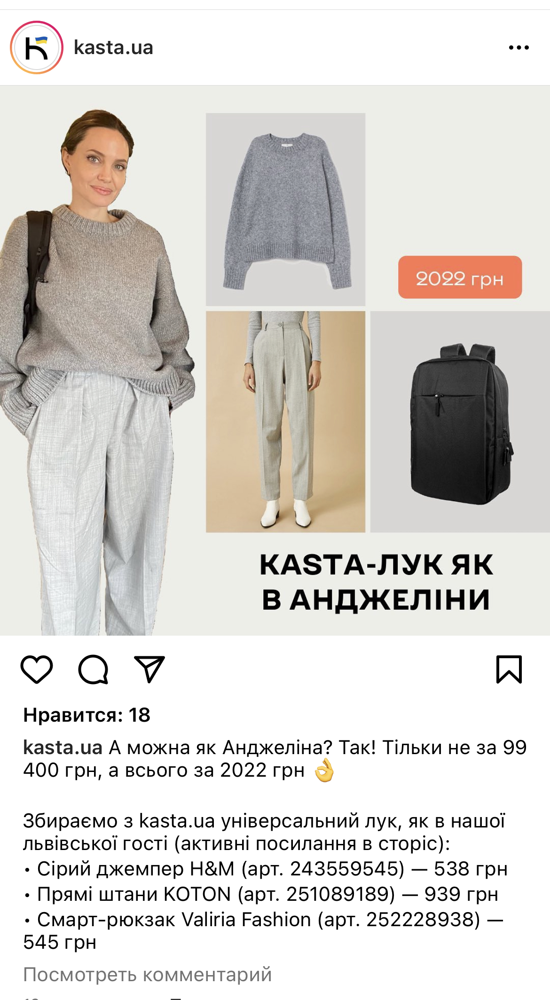 kasta.ua
2022 грн
KASTA-ЛУК ЯК
В АНДЖЕЛІНИ
Нравится: 18
kasta.ua А можна як Анджеліна? Так! Тільки не за 99
400 грн, а всього за 2022 грн 👌
Збираємо з kasta.ua універсальний лук, як в нашої
львівської гості (активні посилання в сторіс):
• Сірий джемпер H&M (арт. 243559545) — 538 грн
• Прямі штани KOTON (арт. 251089189) — 939 грн
• Смарт-рюкзак Valiria Fashion (арт. 252228938) —
545 грн
Посмотреть комментарий